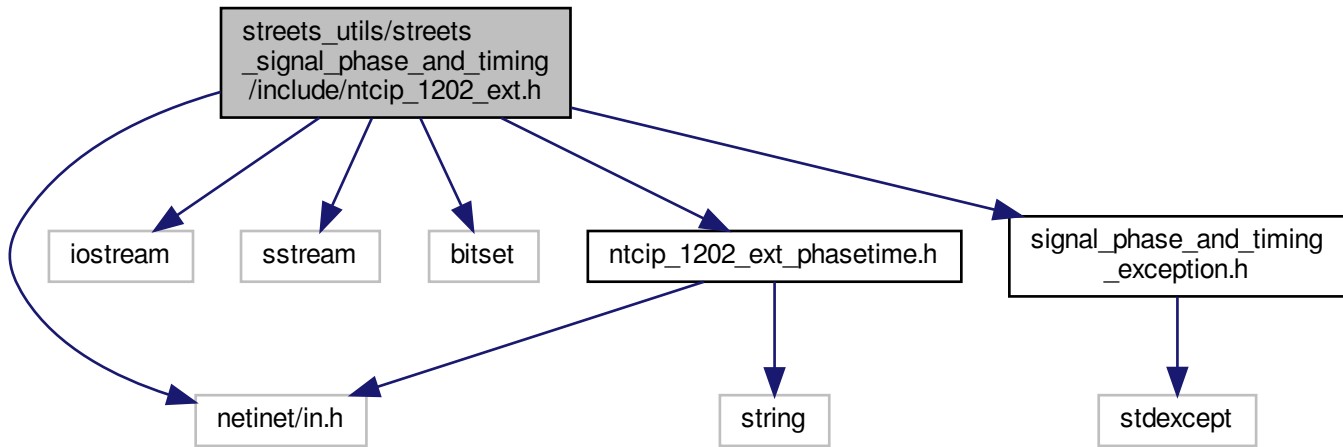 streets_utils/streets
_signal_phase_and_timing
/include/ntcip_1202_ext.h
iostream
sstream
bitset
ntcip_1202_ext_phasetime.h
signal_phase_and_timing
_exception.h
netinet/in.h
string
stdexcept